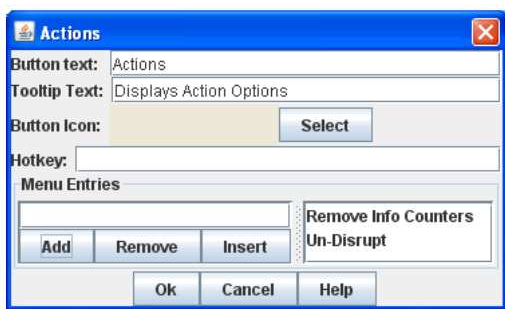 Actions
Button text: Actions
Tooltip Text: Displays Action Options
Button Icon: Select
Hotkey:
Menu Entries
Remove Info Counters
Un-Disrupt
Add Remove Insert
Ok Cancel Help